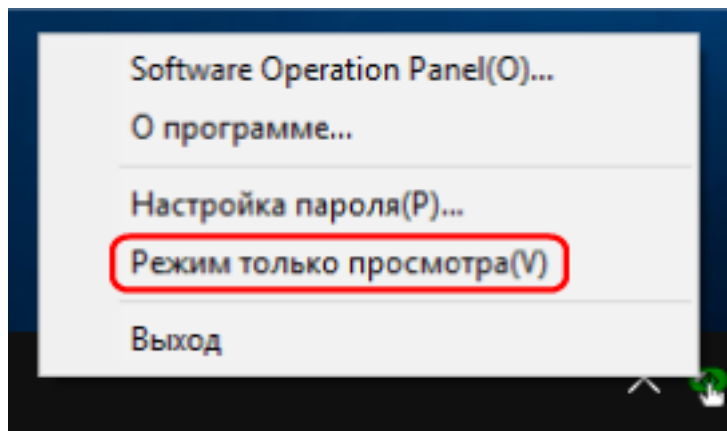 Software Operation Panel(O)...
О программе...
Настройка пароля(P)...
Режим только просмотра(V)
Выход